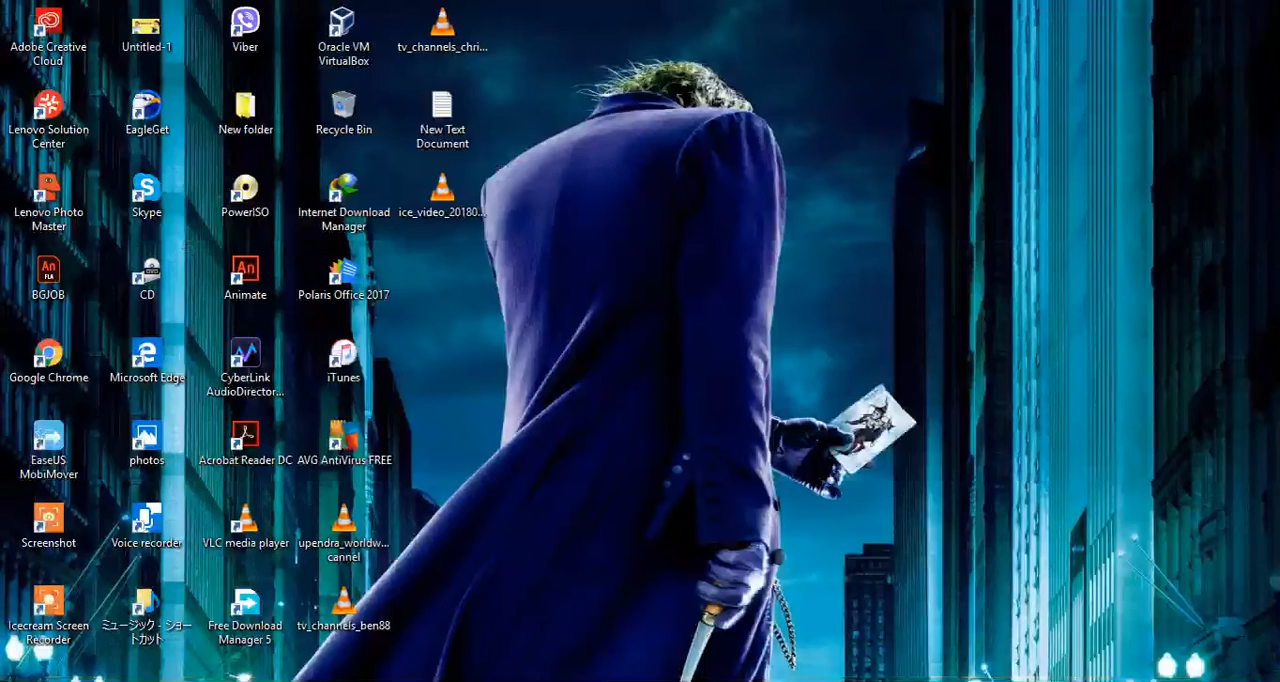 Adobe Creative
Cloud
Untitled-1
Viber
Oracle VM
VirtualBox
tv_channels_chri...
Lenovo Solution
Center
EagleGet
New folder
Recycle Bin
New Text
Document
Lenovo Photo
Master
Skype
PowerISO
Internet Download
Manager
ice_video_20180...
An
FLA
BGJOB
DVD
CD
An
Animate
Polaris Office 2017
Google Chrome
Microsoft Edge
CyberLink
AudioDirector...
iTunes
EaseUS
MobiMover
photos
Acrobat Reader DC
AVG AntiVirus FREE
Screenshot
Voice recorder
VLC media player
upendra_worldw...
cannel
Icecream Screen
Recorder
ミュージック - ショー
トカット
Free Download
Manager 5
tv_channels_ben88